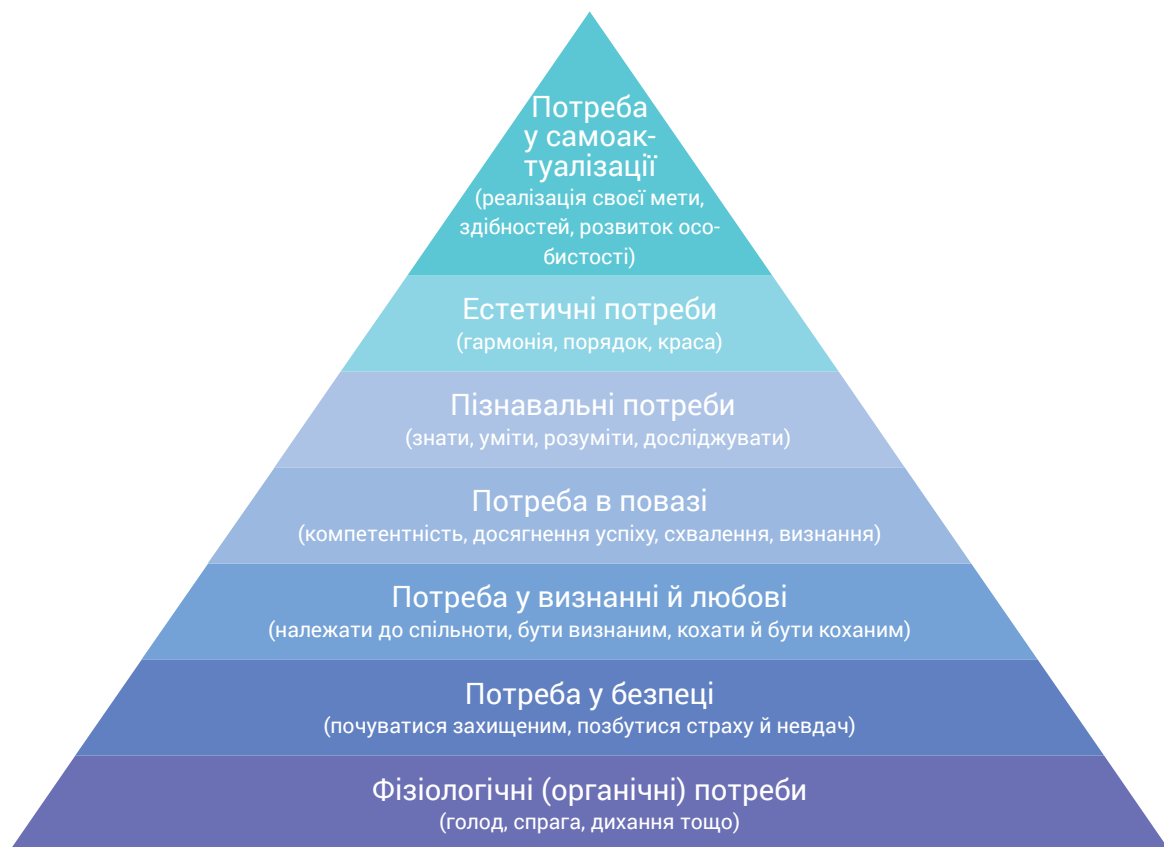 Потреба
у самоак-
туалізації
(реалізація своєї мети,
здібностей, розвиток осо-
бистості)
Естетичні потреби
(гармонія, порядок, краса)
Пізнавальні потреби
(знати, уміти, розуміти, досліджувати)
Потреба в повазі
(компетентність, досягнення успіху, схвалення, визнання)
Потреба у визнанні й любові
(належати до спільноти, бути визнаним, кохати й бути коханим)
Потреба у безпеці
(почуватися захищеним, позбутися страху й невдач)
Фізіологічні (органічні) потреби
(голод, спрага, дихання тощо)